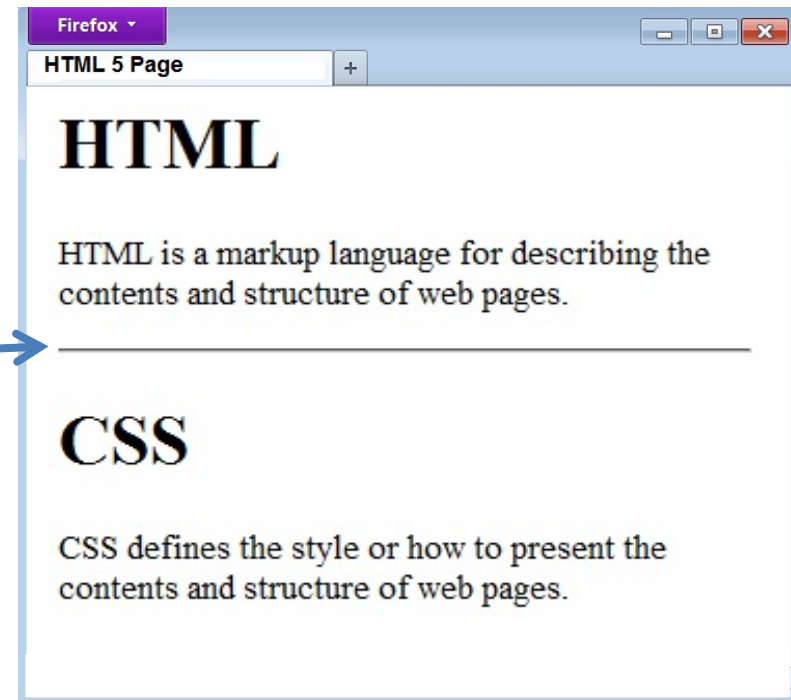 Firefox
HTML 5 Page
HTML
HTML is a markup language for describing the
contents and structure of web pages.
CSS
CSS defines the style or how to present the
contents and structure of web pages.